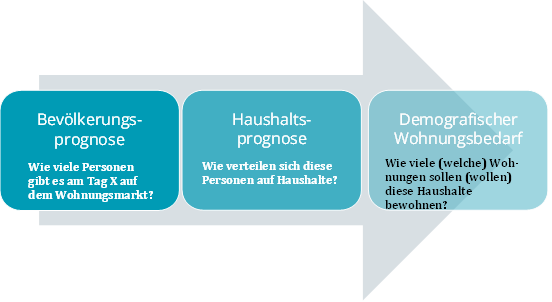 Bevölkerungs-
prognose
Wie viele Personen
gibt es am Tag X auf
dem Wohnungsmarkt?
Haushalts-
prognose
Wie verteilen sich diese
Personen auf Haushalte?
Demografischer
Wohnungsbedarf
Wie viele (welche) Woh-
nungen sollen (wollen)
diese Haushalte
bewohnen?